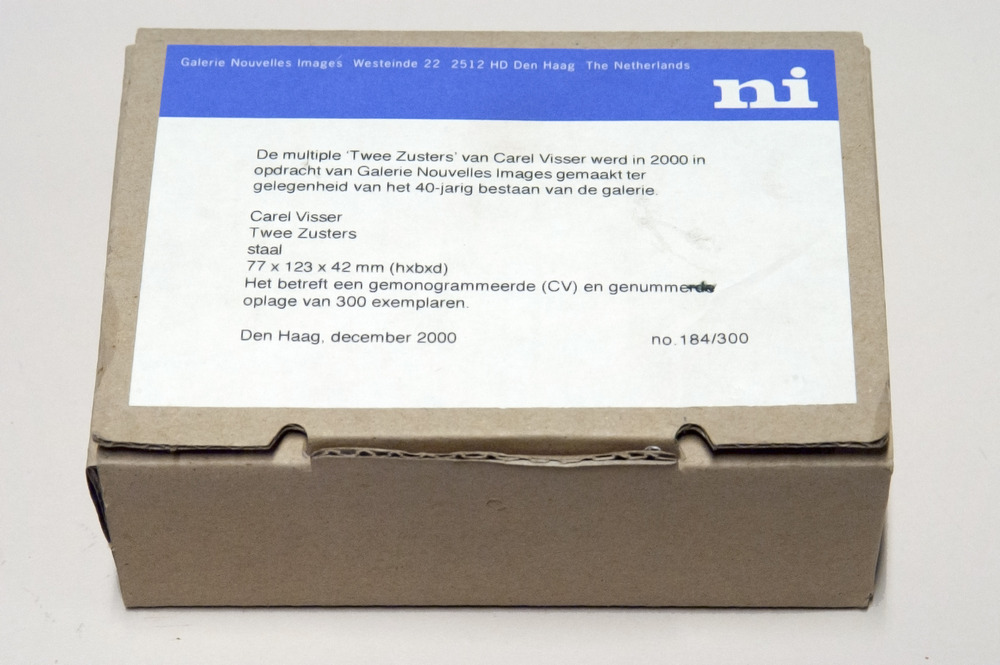 Galerie Nouvelles Images Westeinde 22 2512 HD Den Haag The Netherlands
ni
De multiple 'Twee Zusters' van Carel Visser werd in 2000 in
opdracht van Galerie Nouvelles Images gemaakt ter
gelegenheid van het 40-jarig bestaan van de galerie.
Carel Visser
Twee Zusters
staal
77 x 123 x 42 mm (hxbxd)
Het betreft een gemonogrammeerde (CV) en genummerde
oplage van 300 exemplaren.
Den Haag, december 2000
no.184/300